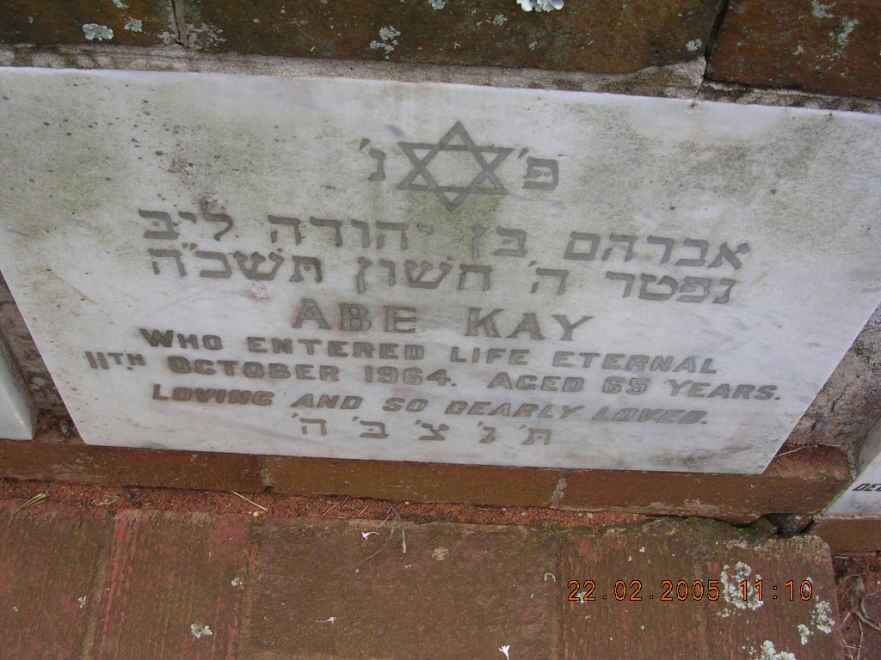 פ' נ'
אברהם בן יהודה ליב
נפטר ה' חשון תשכ"ה
ABE KAY
WHO ENTERED LIFE ETERNAL
11TH OCTOBER 1964. AGED 65 YEARS.
LOVING AND SO DEARLY LOVED.
ת' נ' צ' ב' ה'
22.02.2005 11:10